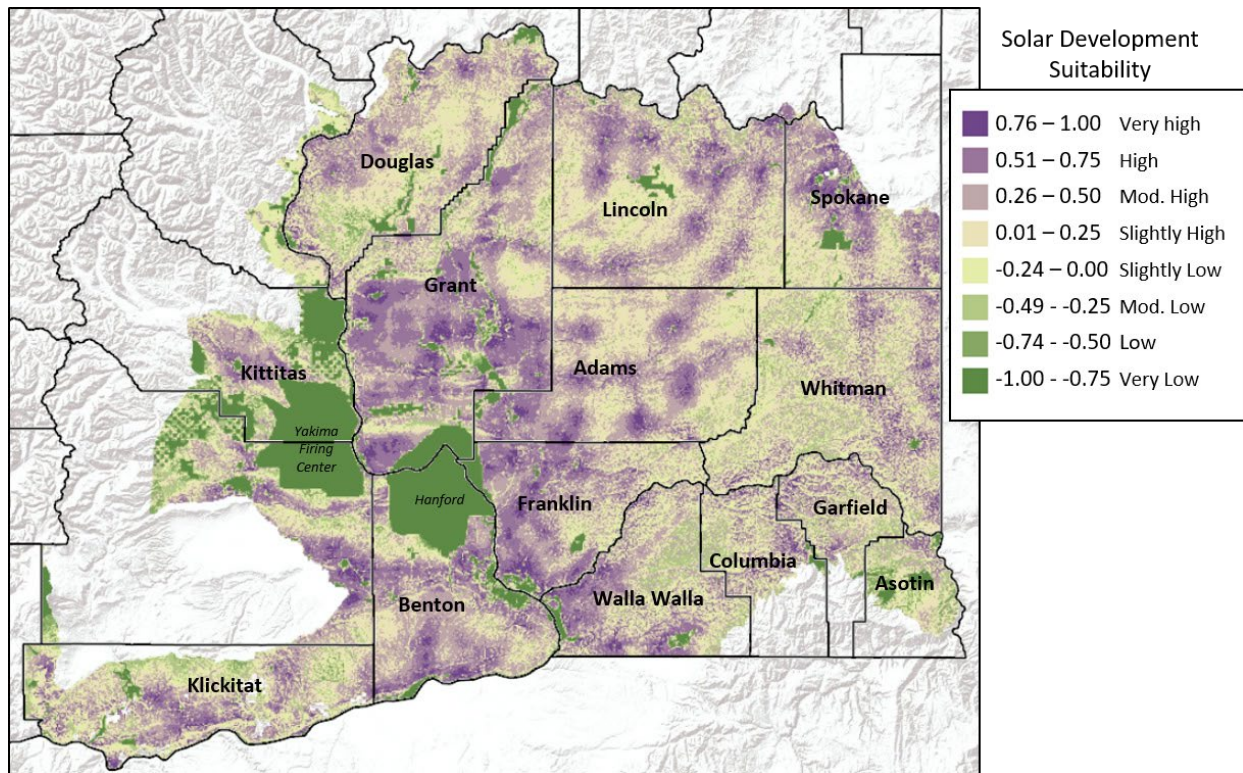 Solar Development
Suitability
0.76 – 1.00 Very high
0.51 – 0.75 High
0.26 – 0.50 Mod. High
0.01 – 0.25 Slightly High
-0.24 – 0.00 Slightly Low
-0.49 - -0.25 Mod. Low
-0.74 - -0.50 Low
-1.00 - -0.75 Very Low
Douglas
Spokane
Lincoln
Grant
Kittitas
Adams
Whitman
Yakima
Firing
Center
Hanford
Franklin
Garfield
Columbia
Asotin
Benton
Walla Walla
Klickitat